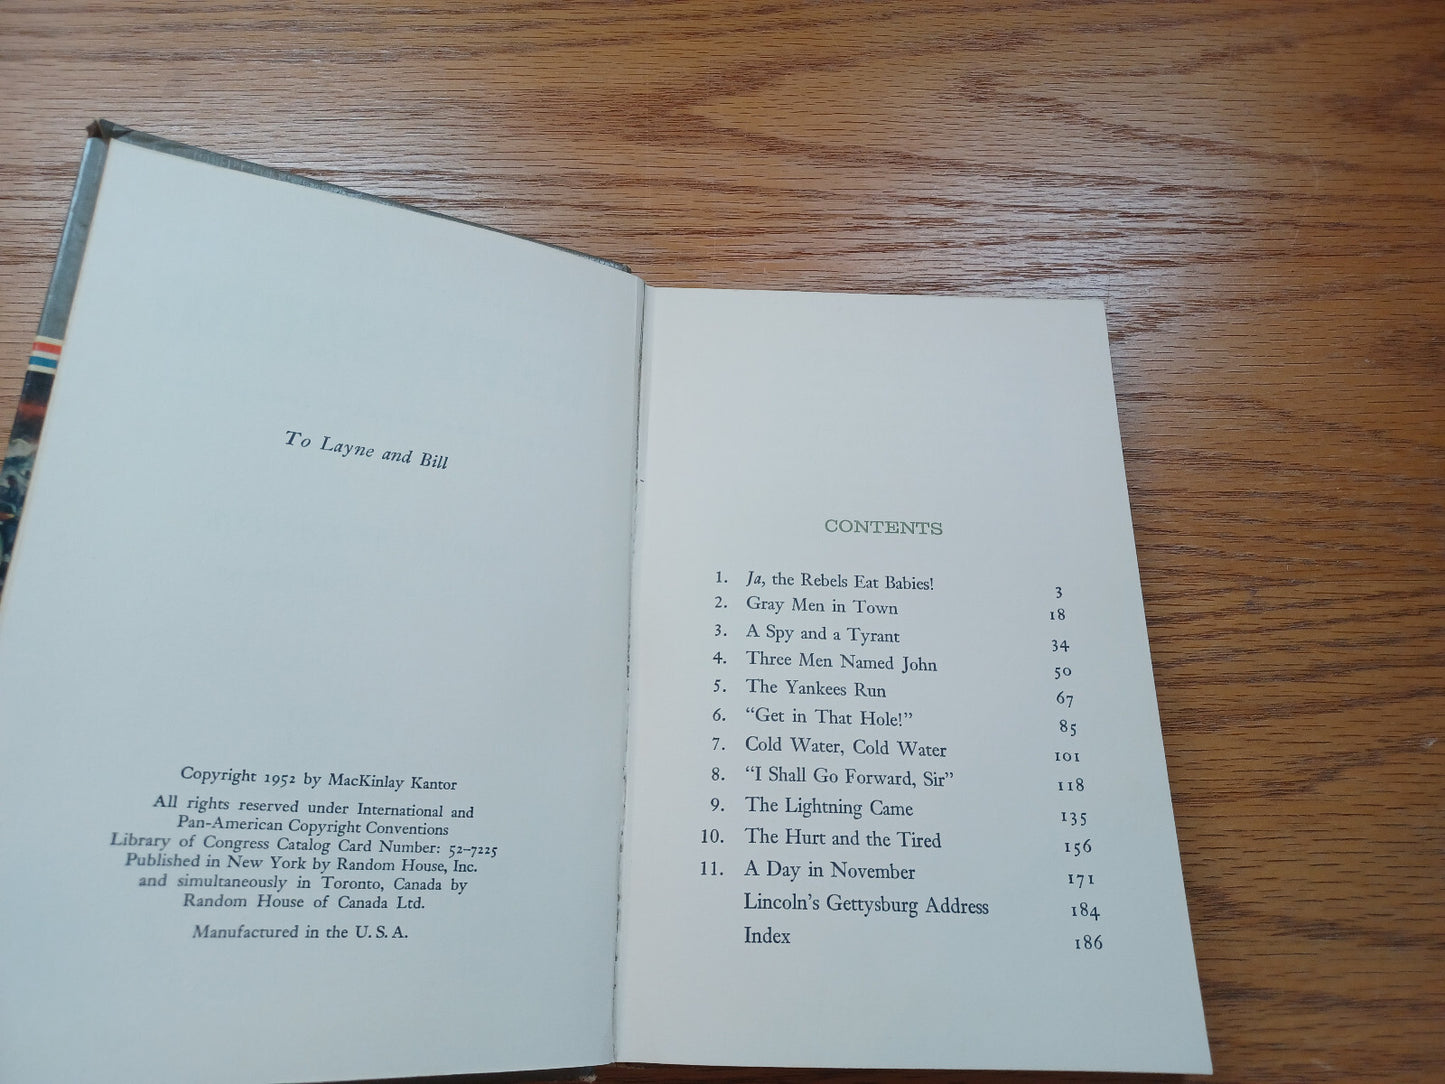 To Layne and Bill
Copyright 1952 by MacKinlay Kantor
All rights reserved under International and
Pan-American Copyright Conventions
Library of Congress Catalog Card Number: 52-7225
Published in New York by Random House, Inc.
and simultaneously in Toronto, Canada by
Random House of Canada Ltd.
Manufactured in the U. S. A.
CONTENTS
1. Ja, the Rebels Eat Babies! 3
2. Gray Men in Town 18
3. A Spy and a Tyrant 34
4. Three Men Named John 50
5. The Yankees Run 67
6. “Get in That Hole!” 85
7. Cold Water, Cold Water 101
8. “I Shall Go Forward, Sir” 118
9. The Lightning Came 135
10. The Hurt and the Tired 156
11. A Day in November 171
Lincoln’s Gettysburg Address 184
Index 186